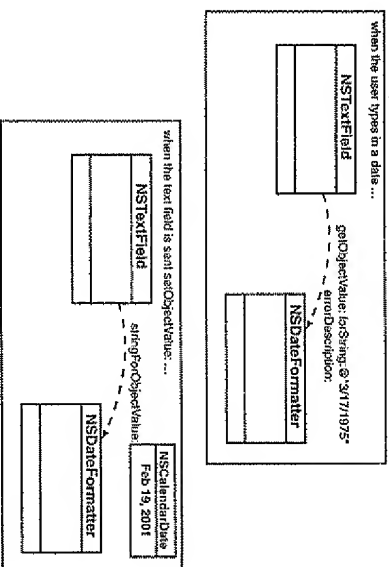 when the user types in a date ...
NSTextField
getObjectValue: forString: @ "3/17/1975"
errorDescription:
NSDateFormatter
when the text field is sent setObjectValue: ...
NSTextField
stringForObjectValue:
NSCalendarDate
Feb 19, 2001
NSDateFormatter